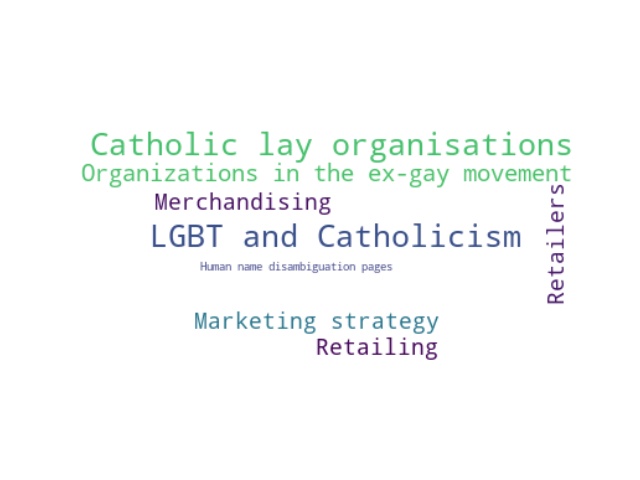 Catholic lay organisations
Organizations in the ex-gay movement
Merchandising
Retailers
LGBT and Catholicism
Human name disambiguation pages
Marketing strategy
Retailing